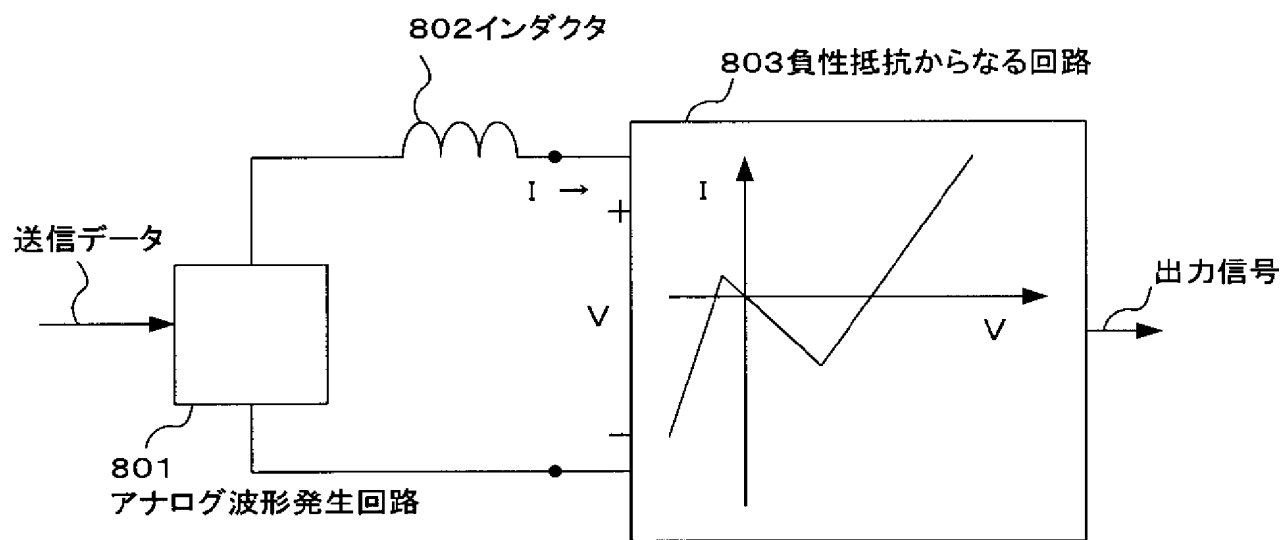 802インダクタ
803負性抵抗からなる回路
I →
I
+
送信データ
出力信号
V
V
−
801
アナログ波形発生回路